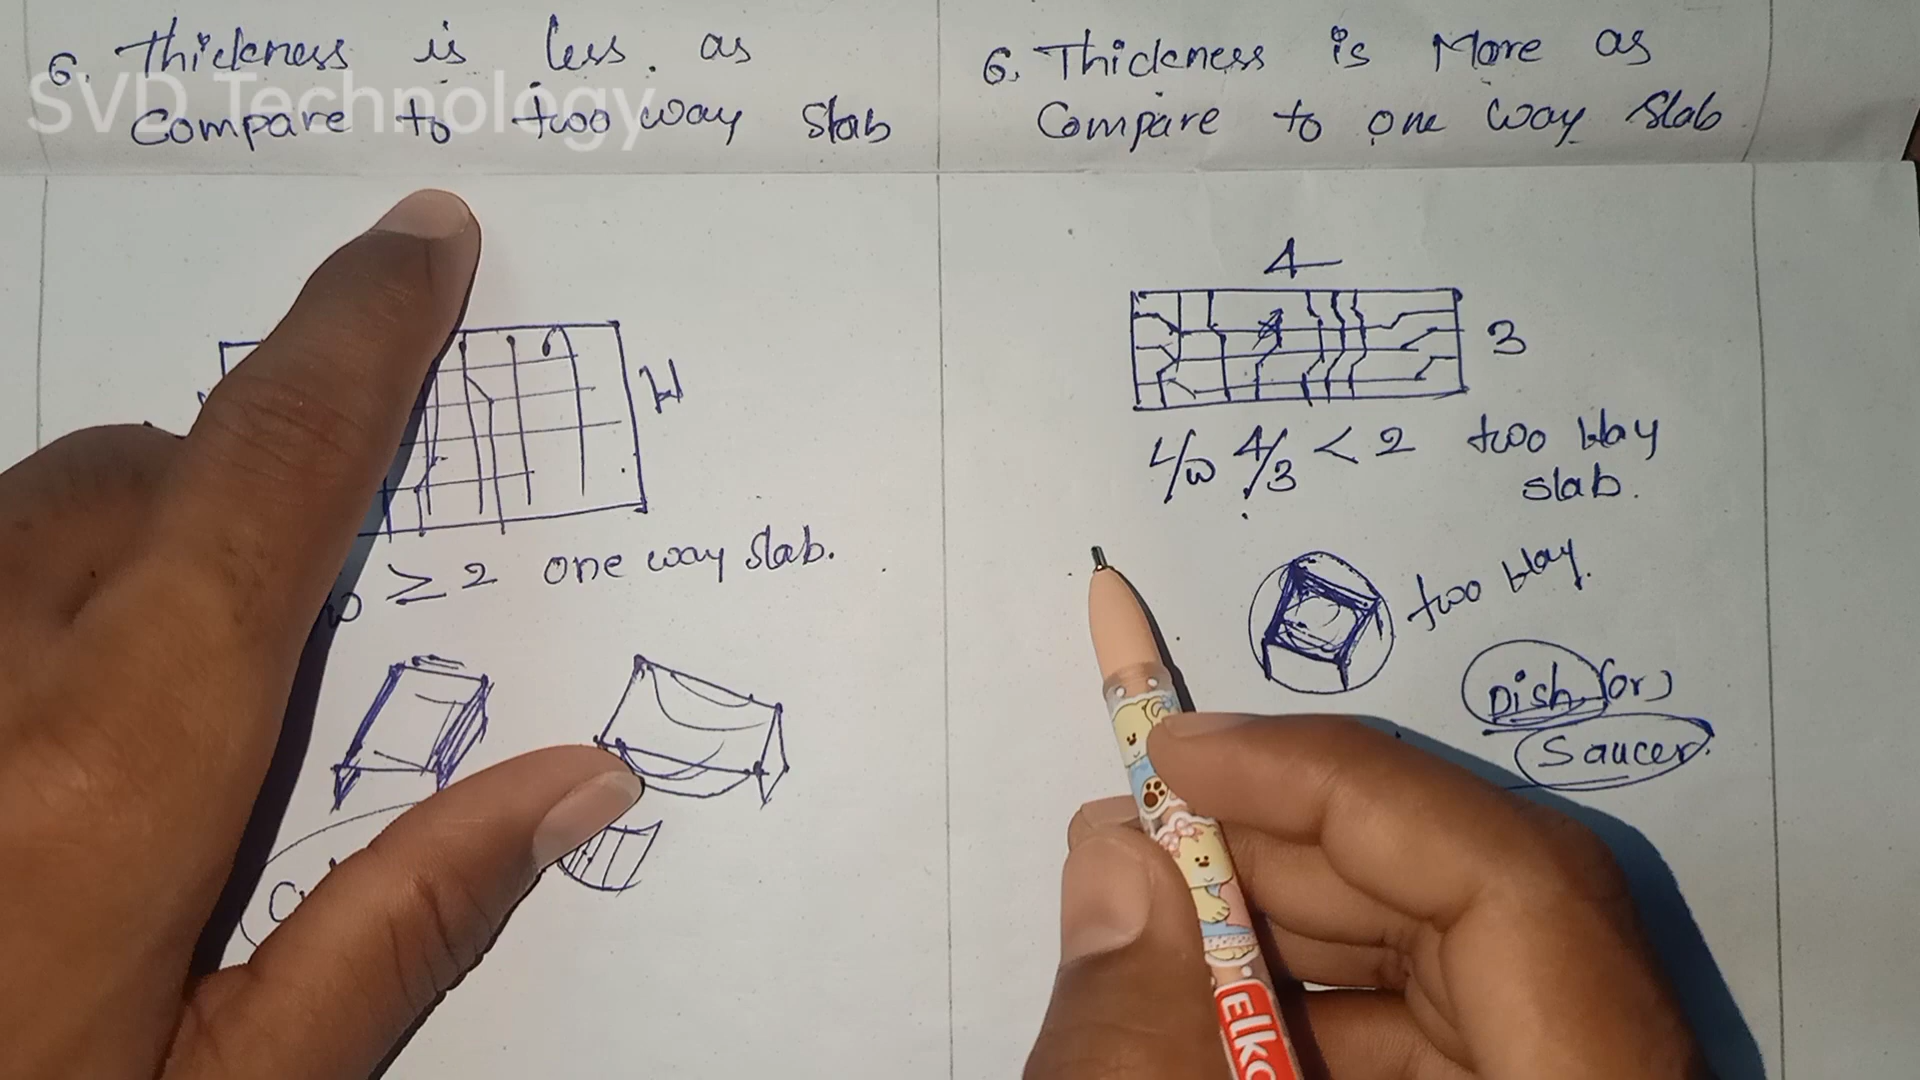 6. Thickness is less. as
Compare to two way slab
SVD Technology
6. Thickness is More as
Compare to one way slab
4
3
L/W 4/3 < 2 two way
slab.
W ≥ 2 one way slab.
two way.
Dish (or)
Saucer.
Elko